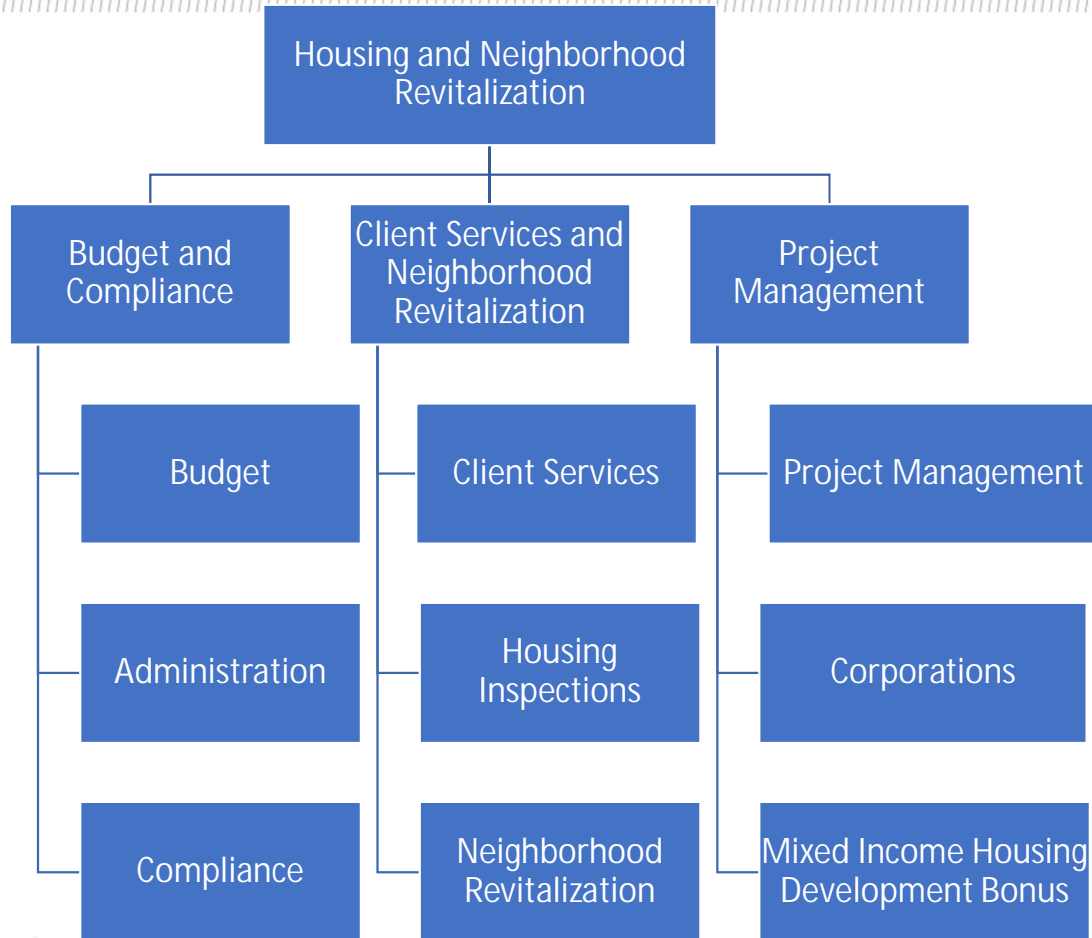 Housing and Neighborhood
Revitalization
Budget and
Compliance
Client Services and
Neighborhood
Revitalization
Project
Management
Budget
Client Services
Project Management
Administration
Housing
Inspections
Corporations
Compliance
Neighborhood
Revitalization
Mixed Income Housing
Development Bonus